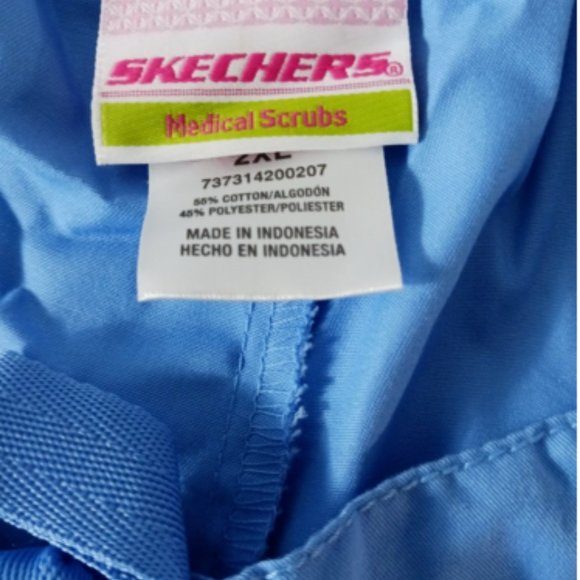 SKECHERS®
Medical Scrubs
2XL
737314200207
55% COTTON/ALGODÓN
45% POLYESTER/POLIESTER
MADE IN INDONESIA
HECHO EN INDONESIA